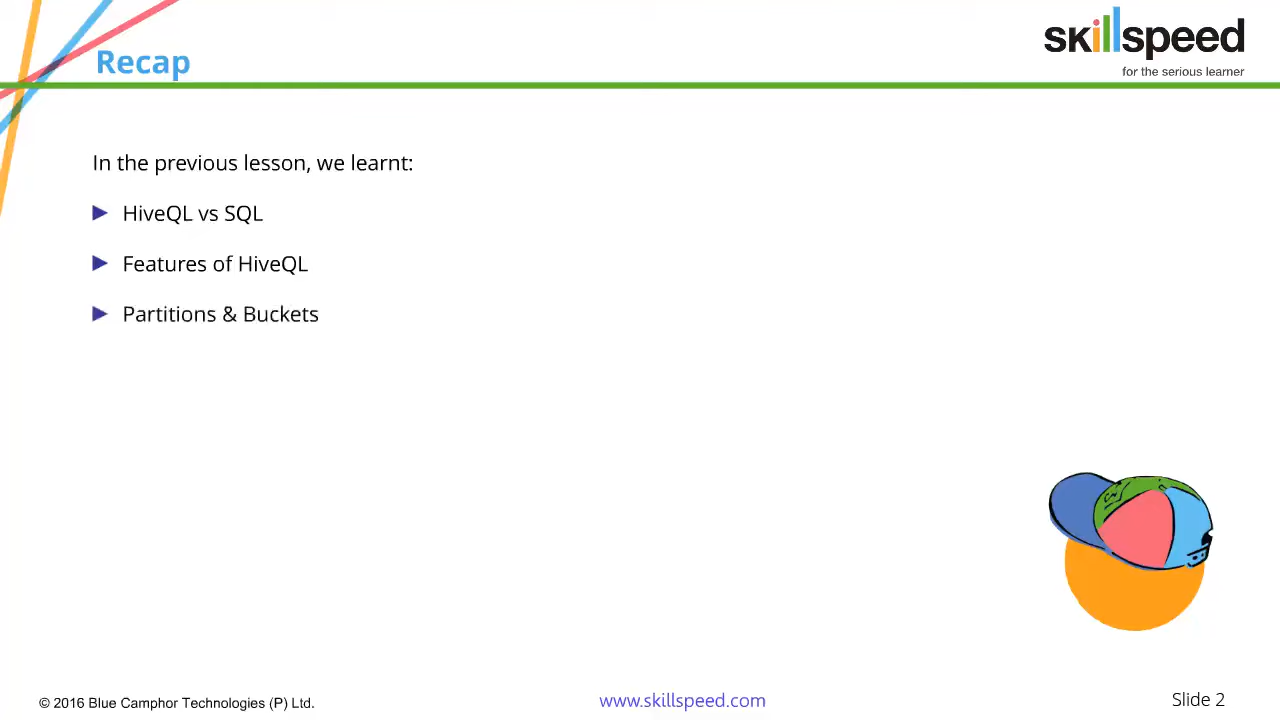 Recap
skillspeed
for the serious learner
In the previous lesson, we learnt:
HiveQL vs SQL
Features of HiveQL
Partitions & Buckets
© 2016 Blue Camphor Technologies (P) Ltd.
www.skillspeed.com
Slide 2